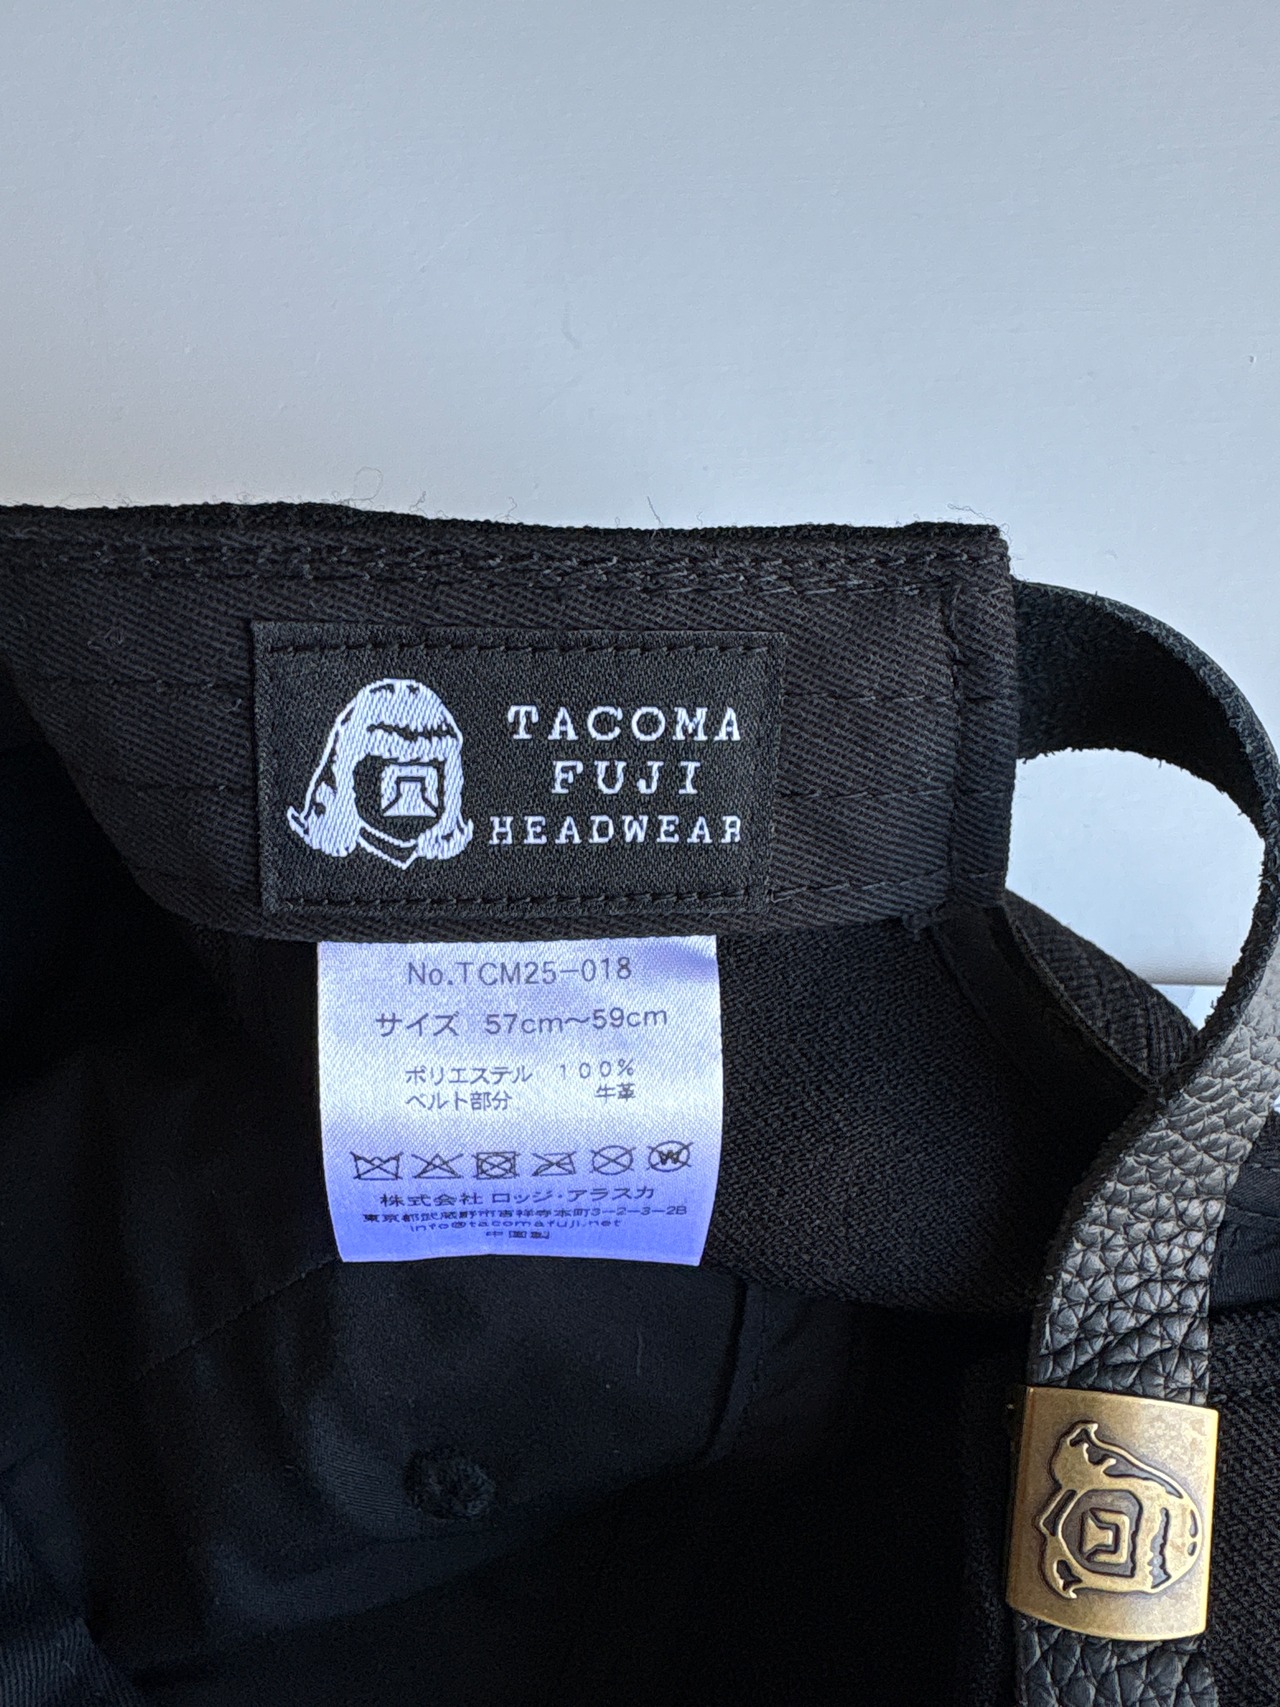 TACOMA
FUJI
HEADWEAR
No.TCM25-018
サイズ 57cm～59cm
ポリエステル 100%
ベルト部分 牛革
W
株式会社 ロッジ・アラスカ
東京都武蔵野市吉祥寺本町3-2-3-2B
info@tacomafuji.net
中国製